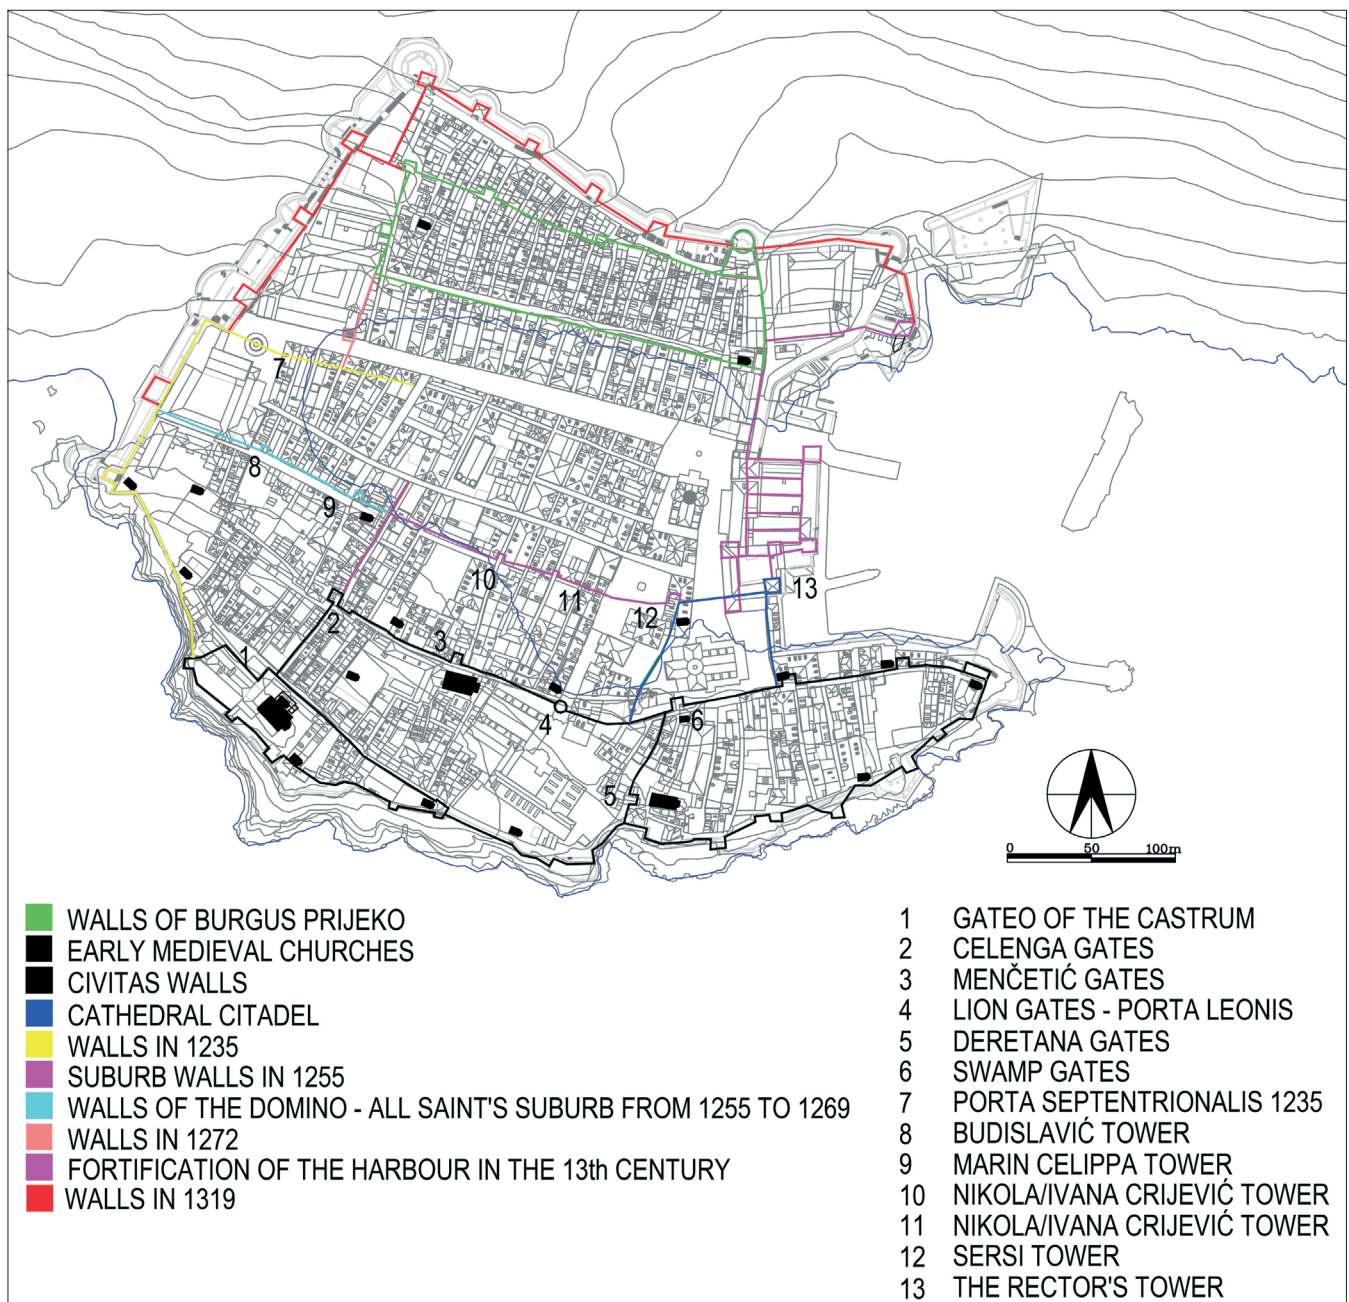 7
8
9
10
11
12
13
2
1
3
4
6
5
0 50 100m
WALLS OF BURGUS PRIJEKO
EARLY MEDIEVAL CHURCHES
CIVITAS WALLS
CATHEDRAL CITADEL
WALLS IN 1235
SUBURB WALLS IN 1255
WALLS OF THE DOMINO - ALL SAINT'S SUBURB FROM 1255 TO 1269
WALLS IN 1272
FORTIFICATION OF THE HARBOUR IN THE 13th CENTURY
WALLS IN 1319
1 GATEO OF THE CASTRUM
2 CELENGA GATES
3 MENČETIĆ GATES
4 LION GATES - PORTA LEONIS
5 DERETANA GATES
6 SWAMP GATES
7 PORTA SEPTENTRIONALIS 1235
8 BUDISLAVIĆ TOWER
9 MARIN CELIPPA TOWER
10 NIKOLA/IVANA CRIJEVIĆ TOWER
11 NIKOLA/IVANA CRIJEVIĆ TOWER
12 SERSI TOWER
13 THE RECTOR'S TOWER